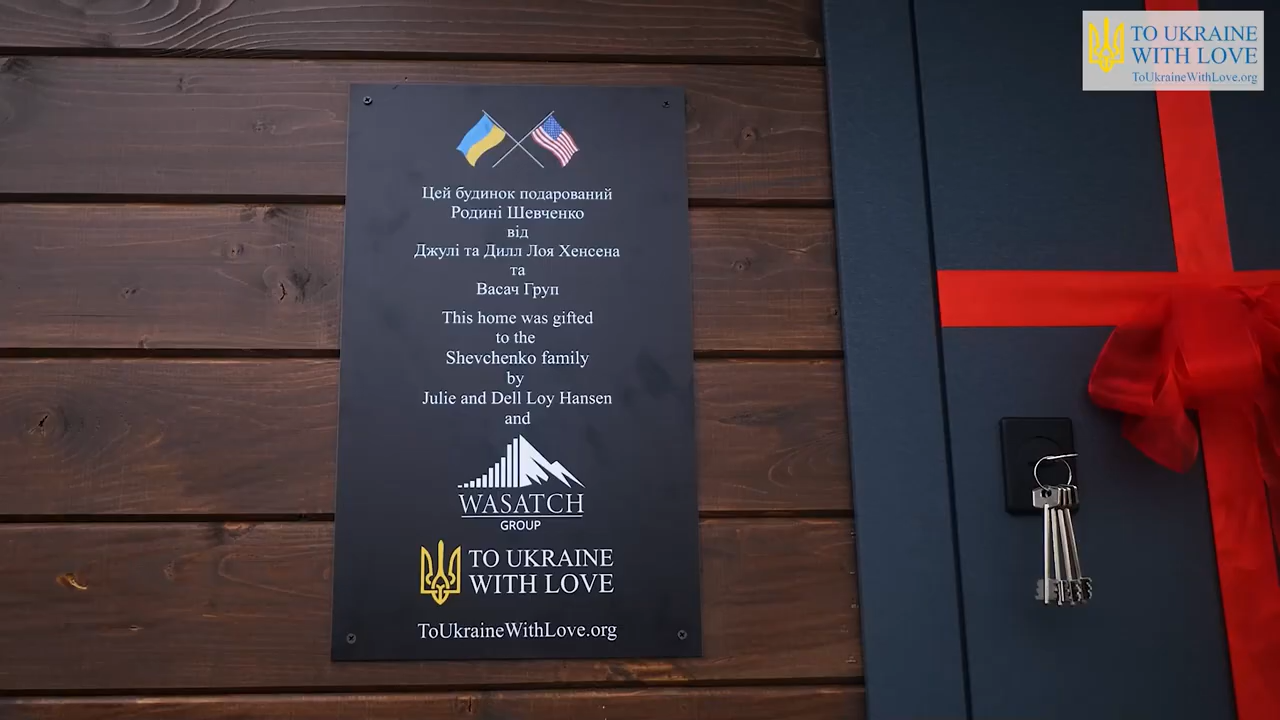 TO UKRAINE
WITH LOVE
ToUkraineWithLove.org
Цей будинок подарований
Родині Шевченко
від
Джулі та Дилл Лоя Хенсена
та
Васач Груп
This home was gifted
to the
Shevchenko family
by
Julie and Dell Loy Hansen
and
WASATCH
GROUP
TO UKRAINE
WITH LOVE
ToUkraineWithLove.org